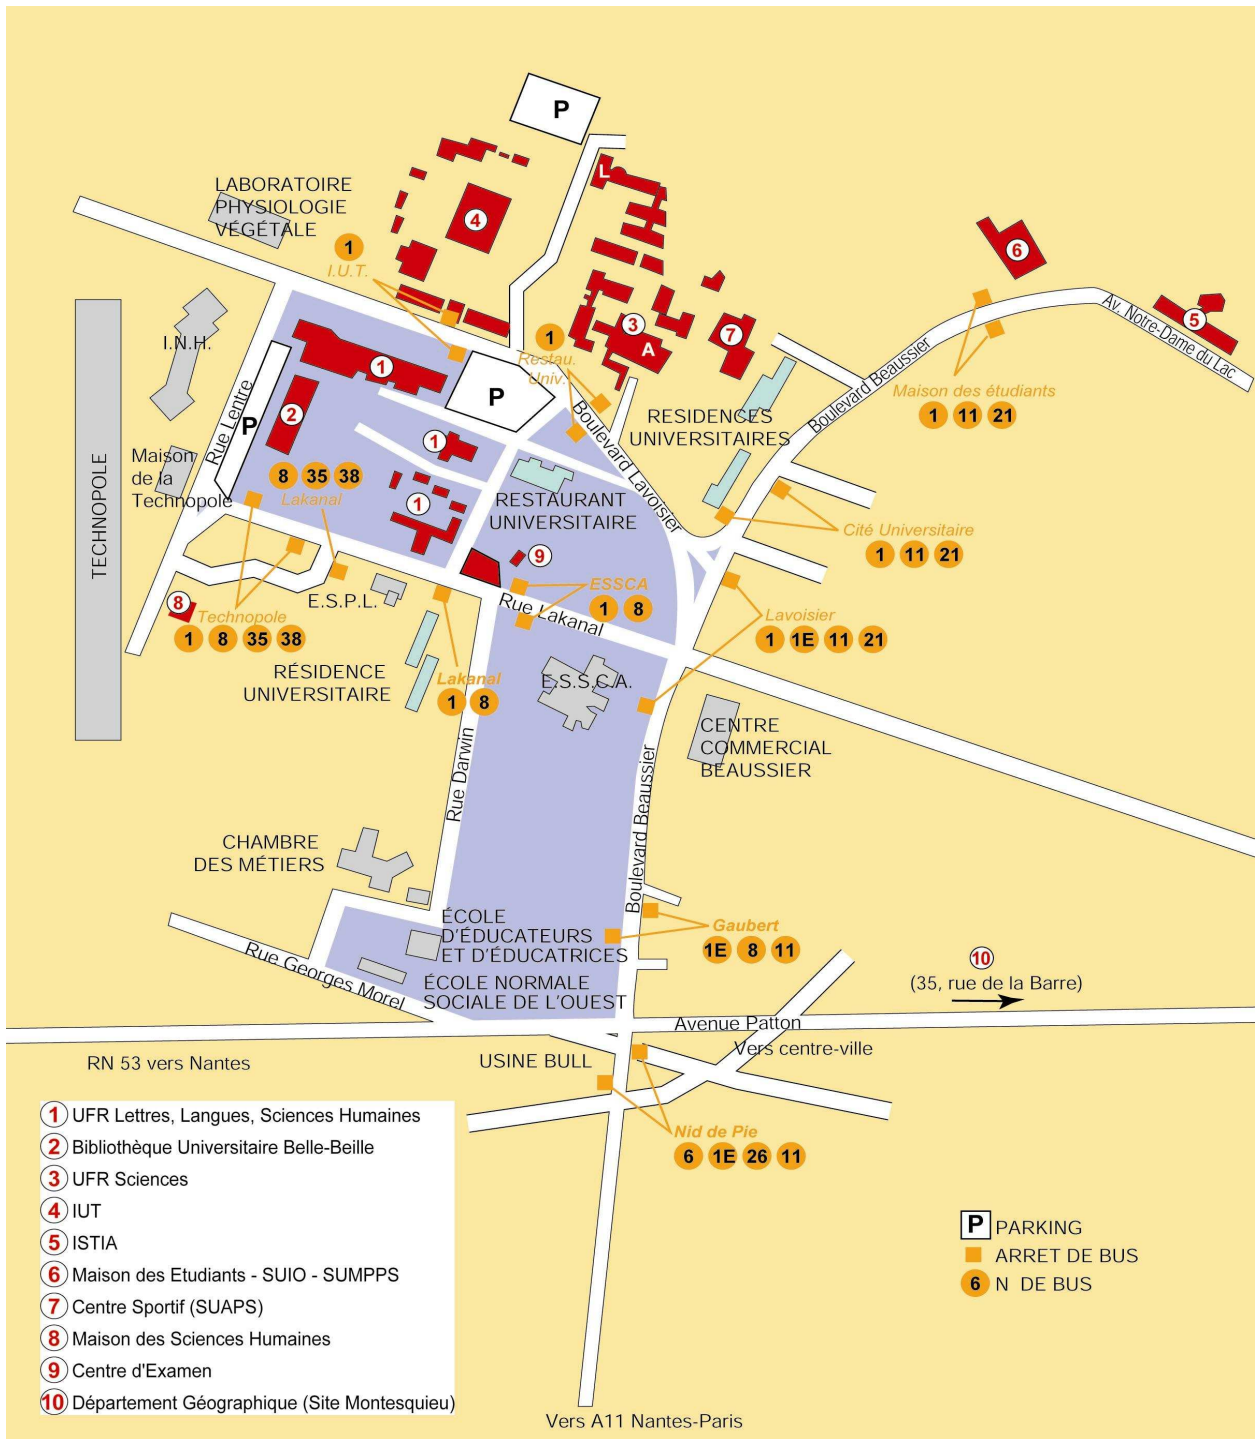 P
L
LABORATOIRE
PHYSIOLOGIE
VÉGÉTALE
4
1
I.U.T.
6
5
Av. Notre-Dame du Lac
3
A
7
1
Restau.
Univ.
I.N.H.
1
P
P
Rue Lentre
2
Boulevard Lavoisier
RESIDENCES
UNIVERSITAIRES
Boulevard Beaussier
Maison des étudiants
1 11 21
Maison
de la
Technopole
1
8 35 38
Lakanal
1
RESTAURANT
UNIVERSITAIRE
TECHNOPOLE
9
Cité Universitaire
1 11 21
E.S.P.L.
ESSCA
1 8
Rue Lakanal
8
Technopole
1 8 35 38
Lavoisier
1 1E 11 21
RÉSIDENCE
UNIVERSITAIRE
Lakanal
1 8
E.S.S.C.A.
CENTRE
COMMERCIAL
BEAUSSIER
Rue Darwin
Boulevard Beaussier
CHAMBRE
DES MÉTIERS
ÉCOLE
D'ÉDUCATEURS
ET D'ÉDUCATRICES
Gaubert
1E 8 11
Rue Georges Morel
ÉCOLE NORMALE
SOCIALE DE L'OUEST
10
(35, rue de la Barre)
Avenue Patton
Vers centre-ville
RN 53 vers Nantes
USINE BULL
Nid de Pie
6 1E 26 11
1 UFR Lettres, Langues, Sciences Humaines
2 Bibliothèque Universitaire Belle-Beille
3 UFR Sciences
4 IUT
5 ISTIA
6 Maison des Etudiants - SUIO - SUMPPS
7 Centre Sportif (SUAPS)
8 Maison des Sciences Humaines
9 Centre d'Examen
10 Département Géographique (Site Montesquieu)
P PARKING
ARRET DE BUS
6 N DE BUS
Vers A11 Nantes-Paris